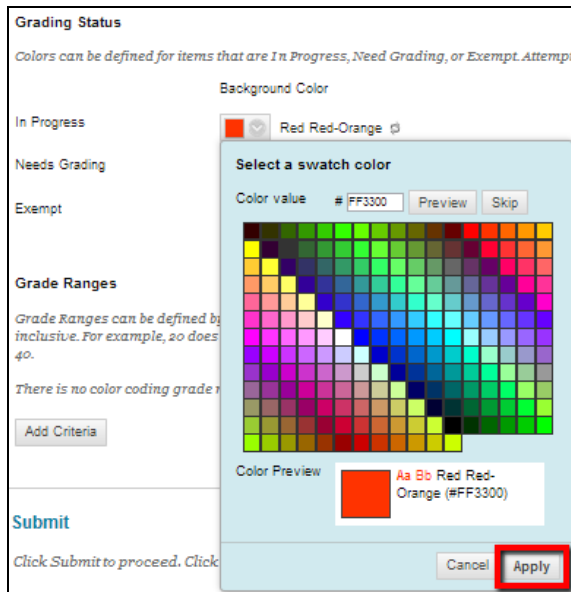 Grading Status
Colors can be defined for items that are In Progress, Need Grading, or Exempt. Attemp
Background Color
In Progress
Red Red-Orange
Needs Grading
Exempt
Select a swatch color
Color value # FF3300 Preview Skip
Grade Ranges
Grade Ranges can be defined b
inclusive. For example, 20 does
40.
There is no color coding grade
Add Criteria
Color Preview
Aa Bb Red Red-
Orange (#FF3300)
Submit
Click Submit to proceed. Click
Cancel Apply